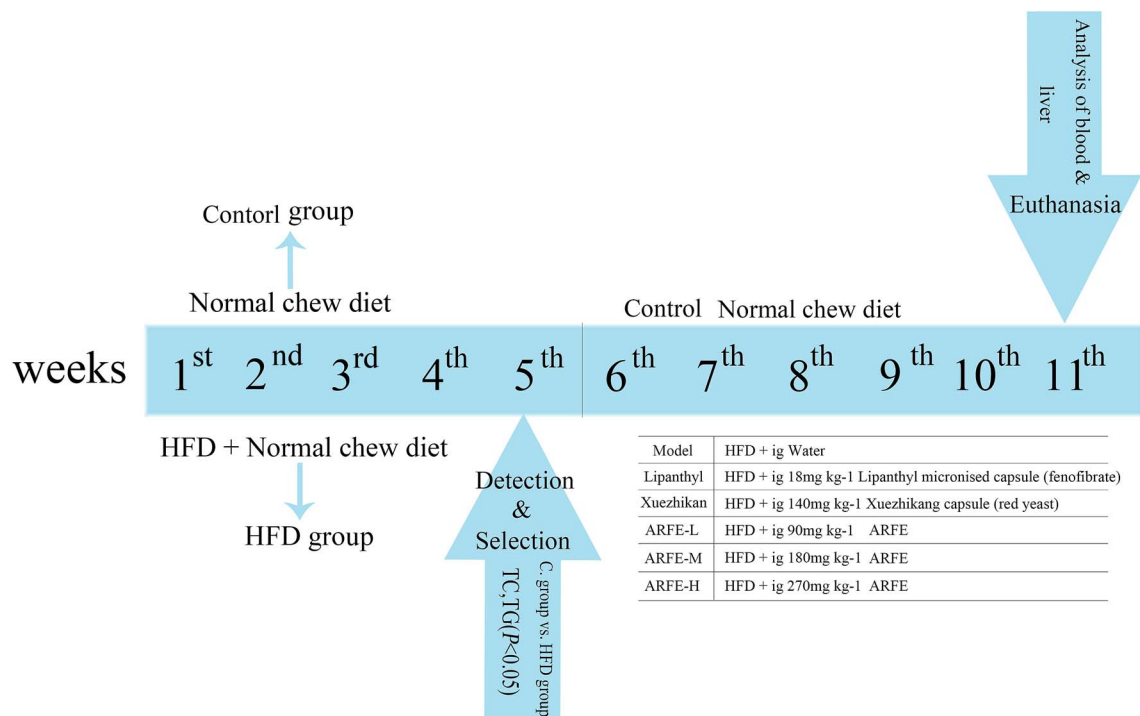 Analysis of blood &
liver
Euthanasia
Contorl group
Normal chew diet
Control Normal chew diet
weeks 1st 2nd 3rd 4th 5th 6th 7th 8th 9th 10th 11th
HFD + Normal chew diet
HFD group
Detection
&
Selection
C. group vs. HFD group
TC,TG(P<0.05)
Model HFD + ig Water
Lipanthyl HFD + ig 18mg kg-1 Lipanthyl micronised capsule (fenofibrate)
Xuezhikan HFD + ig 140mg kg-1 Xuezhikang capsule (red yeast)
ARFE-L HFD + ig 90mg kg-1 ARFE
ARFE-M HFD + ig 180mg kg-1 ARFE
ARFE-H HFD + ig 270mg kg-1 ARFE